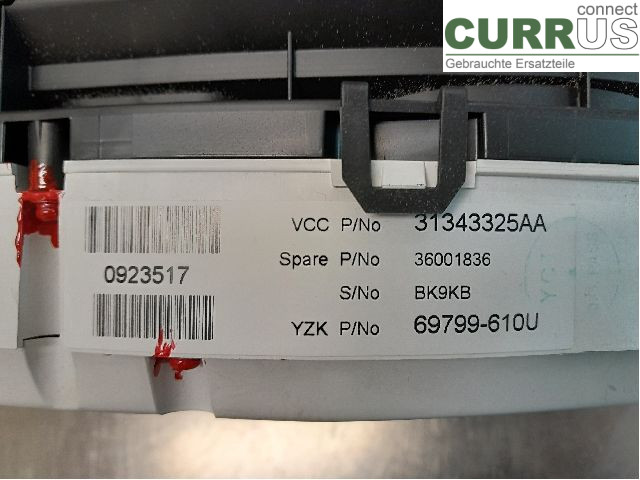 connect
CURRUS
Gebrauchte Ersatzteile
VCC P/No 31343325AA
Spare P/No 36001836
0923517
S/No BK9KB
YZK P/No 69799-610U